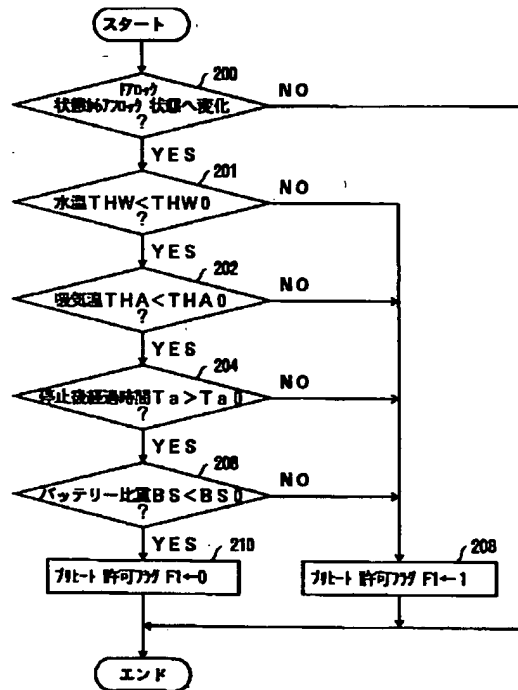 スタート
200
ドアロック
状態からアンロック 状態へ変化
?
NO
YES
201
水温THW<THW0
?
NO
YES
202
吸気温THA<THA0
?
NO
YES
204
停止後経過時間Ta>Ta0
?
NO
YES
206
バッテリー比重BS<BS0
?
NO
YES
210
プリヒート 許可フラグ F1←0
208
プリヒート 許可フラグ F1←1
エンド